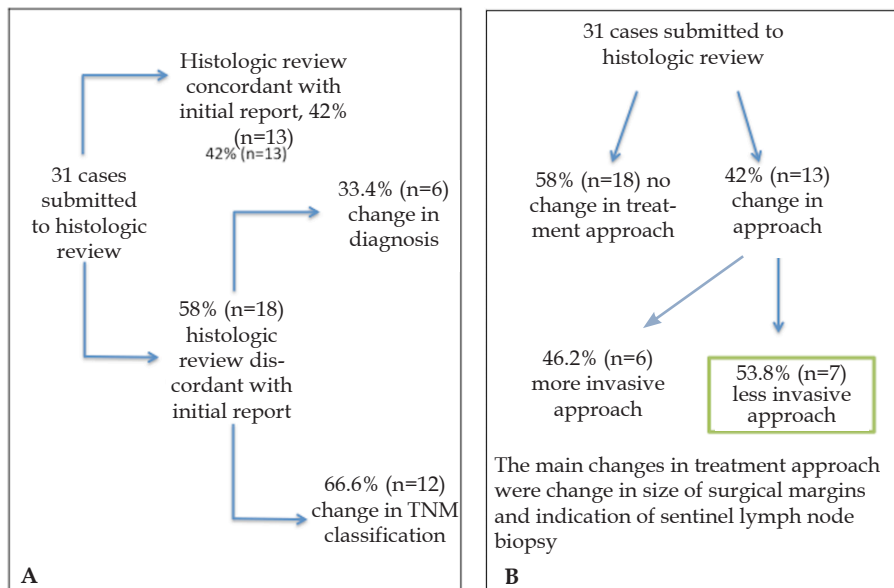 Histologic review
concordant with
initial report, 42%
(n=13)
42% (n=13)
31 cases
submitted
to histologic
review
33.4% (n=6)
change in
diagnosis
58% (n=18)
histologic
review dis-
cordant with
initial report
66.6% (n=12)
change in TNM
classification
A
31 cases submitted to
histologic review
58% (n=18) no
change in treat-
ment approach
42% (n=13)
change in
approach
46.2% (n=6)
more invasive
approach
53.8% (n=7)
less invasive
approach
The main changes in treatment approach
were change in size of surgical margins
and indication of sentinel lymph node
biopsy
B